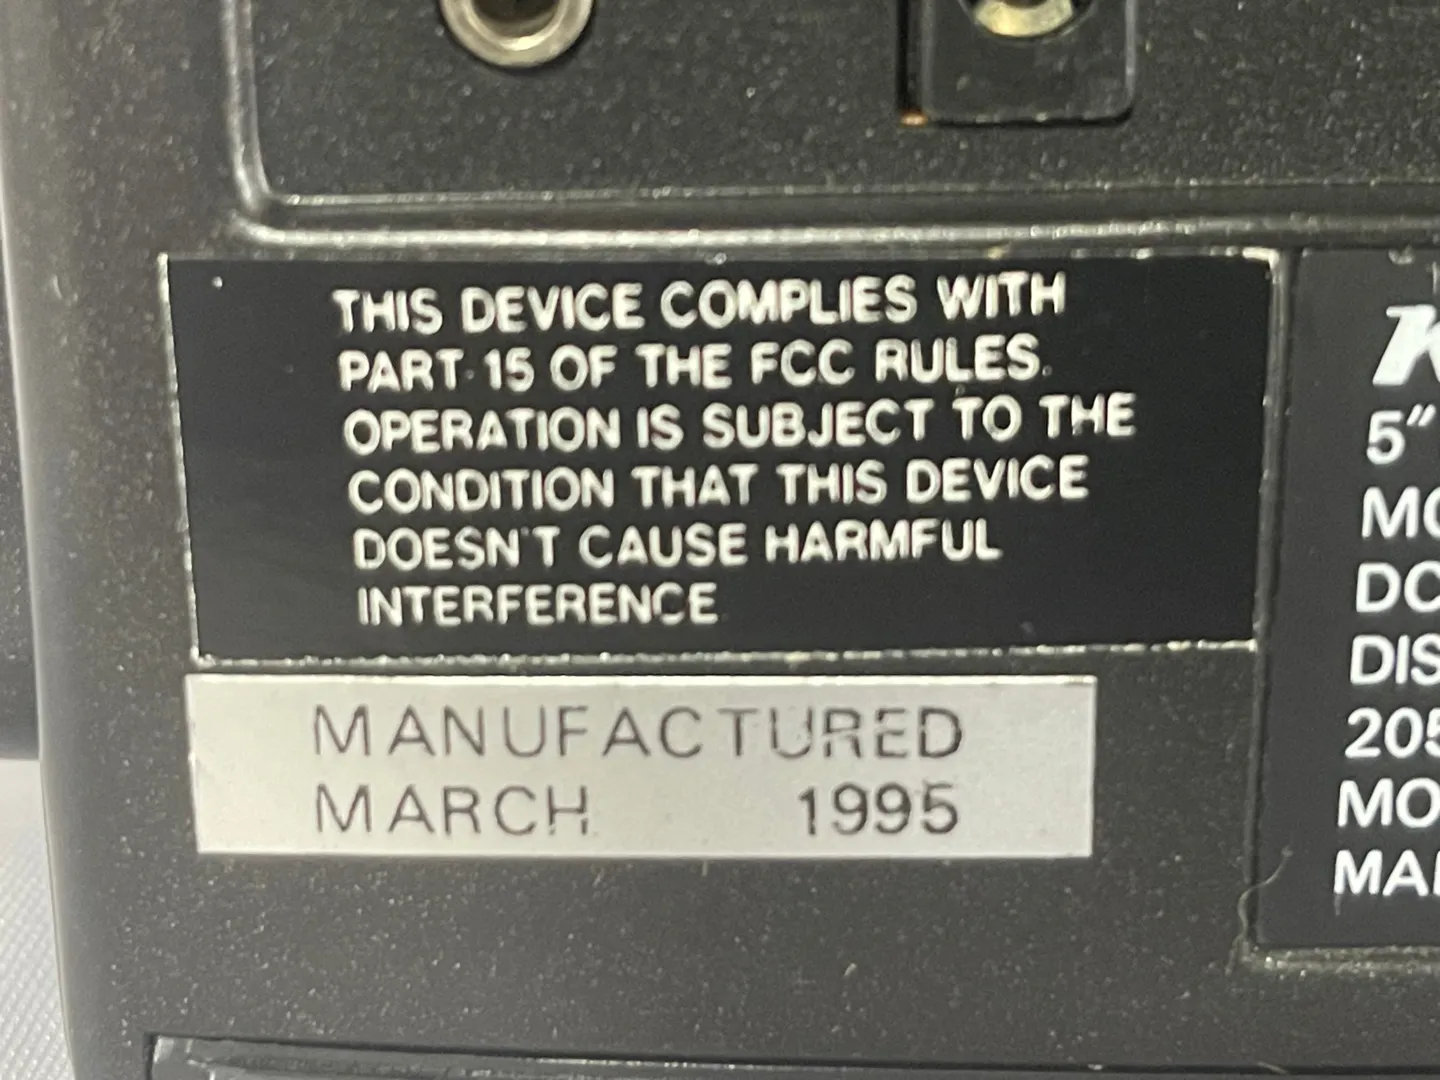 THIS DEVICE COMPLIES WITH
PART 15 OF THE FCC RULES.
OPERATION IS SUBJECT TO THE
CONDITION THAT THIS DEVICE
DOESN'T CAUSE HARMFUL
INTERFERENCE
MANUFACTURED
MARCH 1995
5"